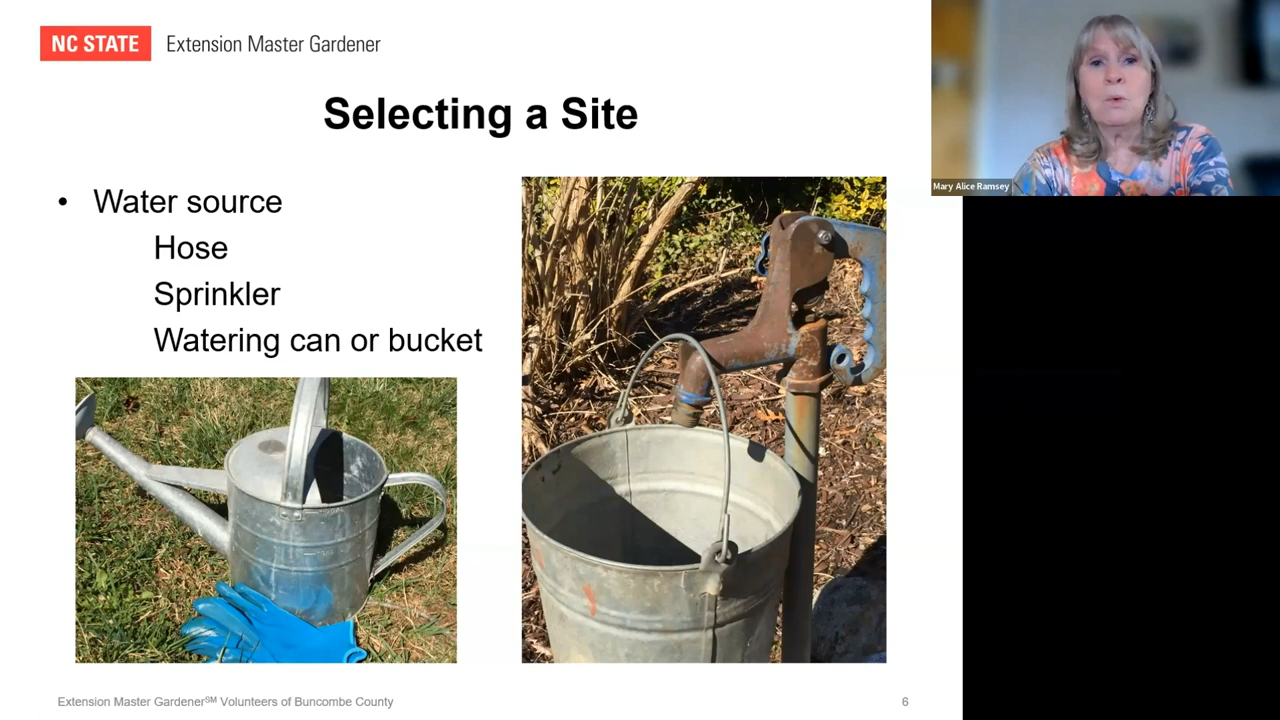 NC STATE Extension Master Gardener
Selecting a Site
• Water source
Hose
Sprinkler
Watering can or bucket
Mary Alice Ramsey
Extension Master Gardener℠ Volunteers of Buncombe County
6